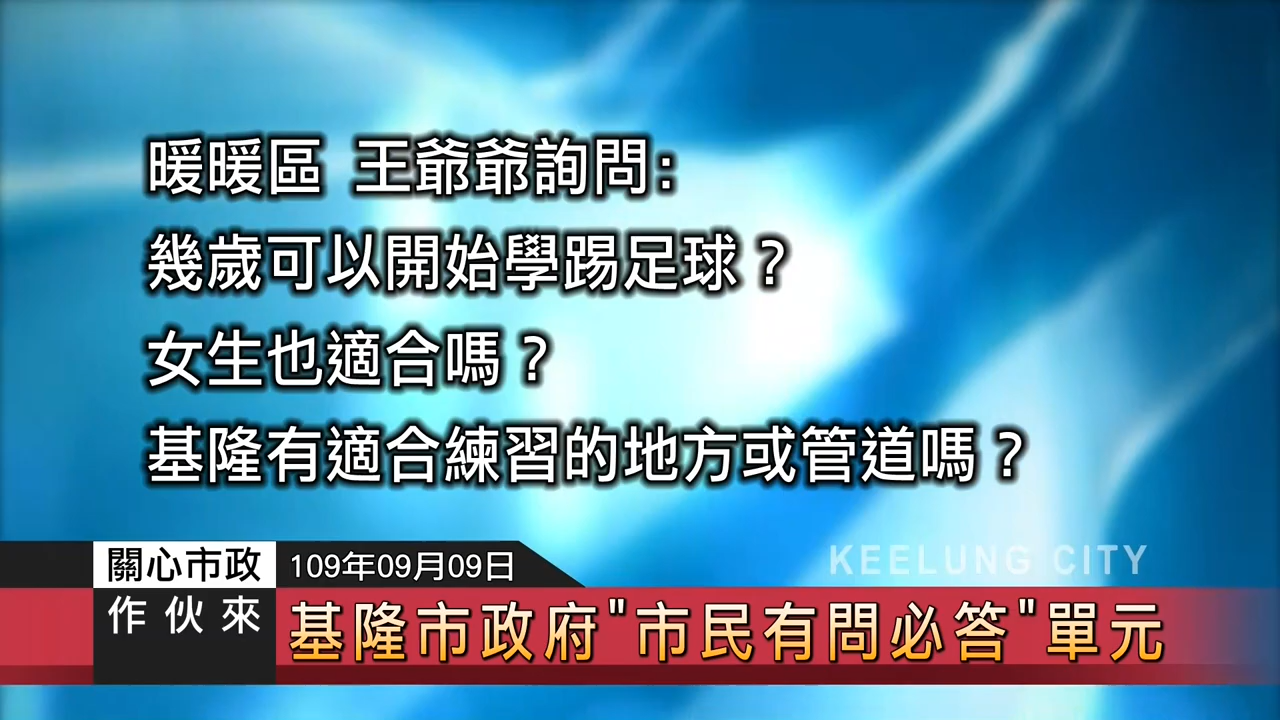 暖暖區 王爺爺詢問:
幾歲可以開始學踢足球？
女生也適合嗎？
基隆有適合練習的地方或管道嗎？
KEELUNG CITY
關心市政
109年09月09日
作伙來
基隆市政府"市民有問必答"單元